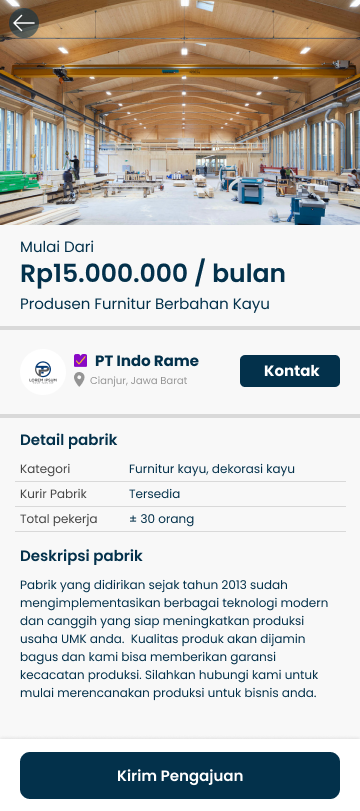 Mulai Dari
Rp15.000.000 / bulan
Produsen Furnitur Berbahan Kayu
PT Indo Rame
LOREM IPSUM
Cianjur, Jawa Barat
Kontak
Detail pabrik
Kategori Furnitur kayu, dekorasi kayu
Kurir Pabrik Tersedia
Total pekerja ± 30 orang
Deskripsi pabrik
Pabrik yang didirikan sejak tahun 2013 sudah
mengimplementasikan berbagai teknologi modern
dan canggih yang siap meningkatkan produksi
usaha UMK anda. Kualitas produk akan dijamin
bagus dan kami bisa memberikan garansi
kecacatan produksi. Silahkan hubungi kami untuk
mulai merencanakan produksi untuk bisnis anda.
Kirim Pengajuan